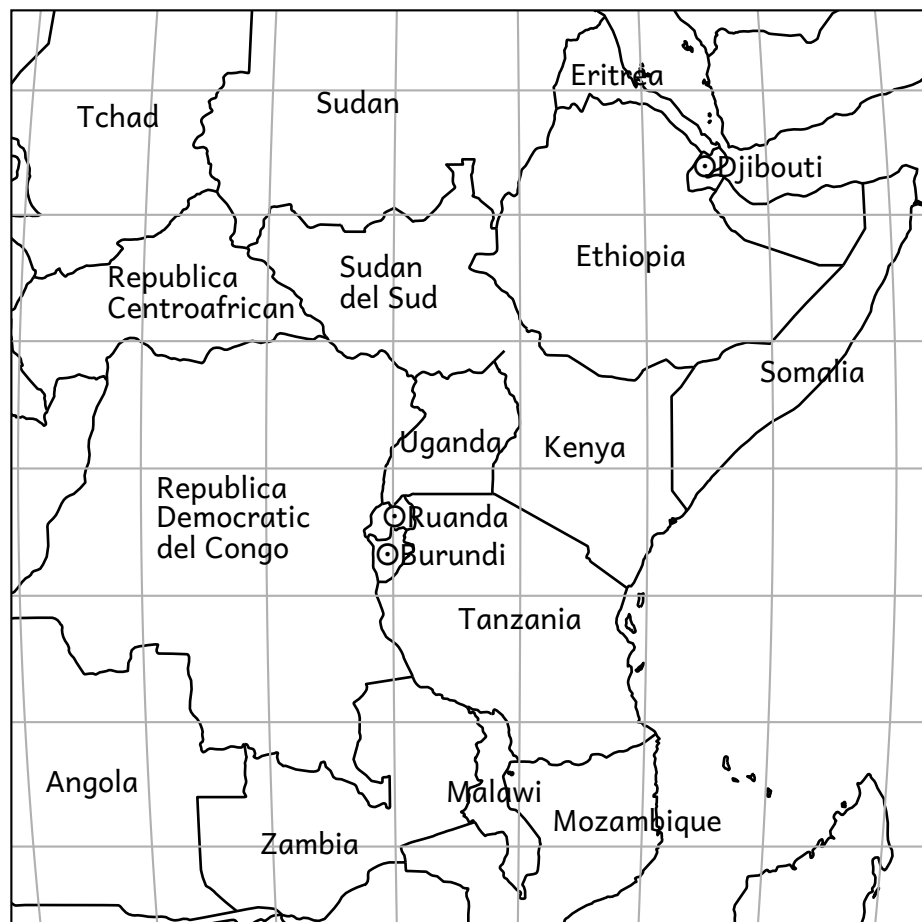 Eritrea
Sudan
Tchad
Djibouti
Ethiopia
Republica
Centroafrican
Sudan
del Sud
Somalia
Uganda
Kenya
Republica
Democratic
del Congo
Ruanda
Burundi
Tanzania
Angola
Malawi
Mozambique
Zambia